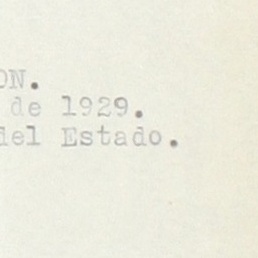 ON.
de 1929.
del Estado.